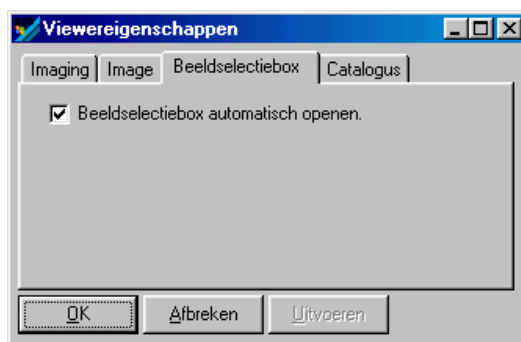 Viewereigenschappen
Imaging Image Beeldselectiebox Catalogus
Beeldselectiebox automatisch openen.
OK Afbreken Uitvoeren